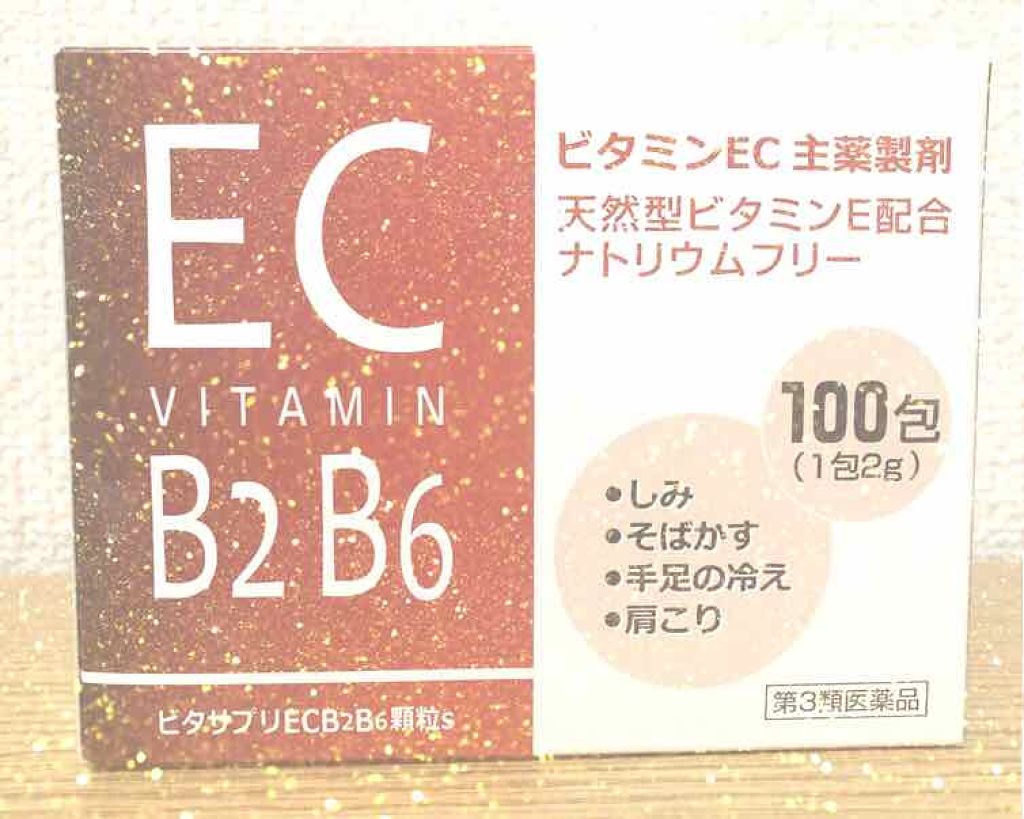 EC
VITAMIN
B2B6
ビタサプリECB2B6顆粒s
ビタミンEC 主薬製剤
天然型ビタミンE配合
ナトリウムフリー
100包
(1包2g)
•しみ
•そばかす
•手足の冷え
•肩こり
第3類医薬品